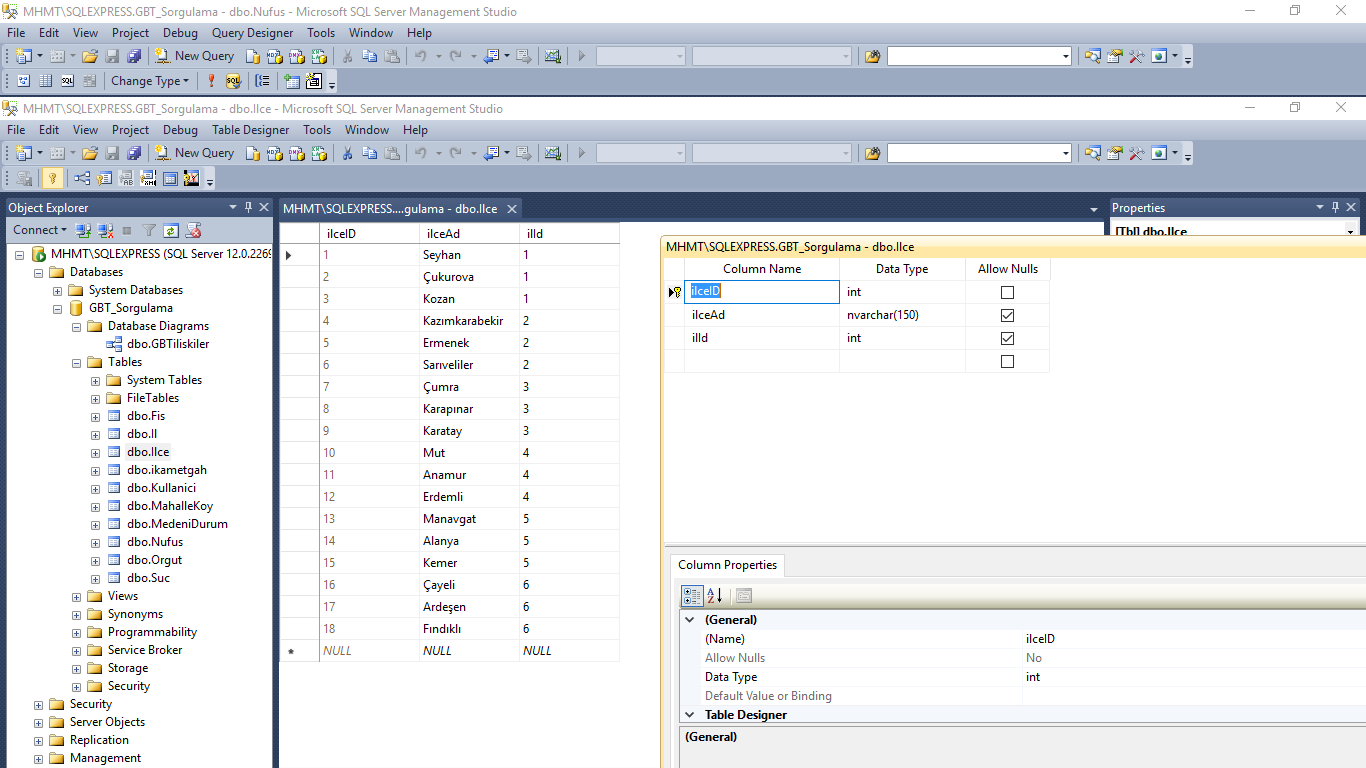 MHMT\SQLEXPRESS.GBT_Sorgulama - dbo.Nufus - Microsoft SQL Server Management Studio
File Edit View Project Debug Query Designer Tools Window Help
New Query
Change Type
MHMT\SQLEXPRESS.GBT_Sorgulama - dbo.Ilce - Microsoft SQL Server Management Studio
File Edit View Project Debug Table Designer Tools Window Help
New Query
Object Explorer
Connect
MHMT\SQLEXPRESS (SQL Server 12.0.2269
Databases
System Databases
GBT_Sorgulama
Database Diagrams
dbo.GBTiliskiler
Tables
System Tables
FileTables
dbo.Fis
dbo.Il
dbo.Ilce
dbo.ikametgah
dbo.Kullanici
dbo.MahalleKoy
dbo.MedeniDurum
dbo.Nufus
dbo.Orgut
dbo.Suc
Views
Synonyms
Programmability
Service Broker
Storage
Security
Security
Server Objects
Replication
Management
MHMT\SQLEXPRESS....gulama - dbo.Ilce
ilceID ilceAd ilId
1 Seyhan 1
2 Çukurova 1
3 Kozan 1
4 Kazımkarabekir 2
5 Ermenek 2
6 Sarıveliler 2
7 Çumra 3
8 Karapınar 3
9 Karatay 3
10 Mut 4
11 Anamur 4
12 Erdemli 4
13 Manavgat 5
14 Alanya 5
15 Kemer 5
16 Çayeli 6
17 Ardeşen 6
18 Fındıklı 6
NULL NULL NULL
Properties
[Tbl] dbo.Ilce
MHMT\SQLEXPRESS.GBT_Sorgulama - dbo.Ilce
Column Name Data Type Allow Nulls
ilceID int
ilceAd nvarchar(150)
ilId int
Column Properties
(General)
(Name) ilceID
Allow Nulls No
Data Type int
Default Value or Binding
Table Designer
(General)